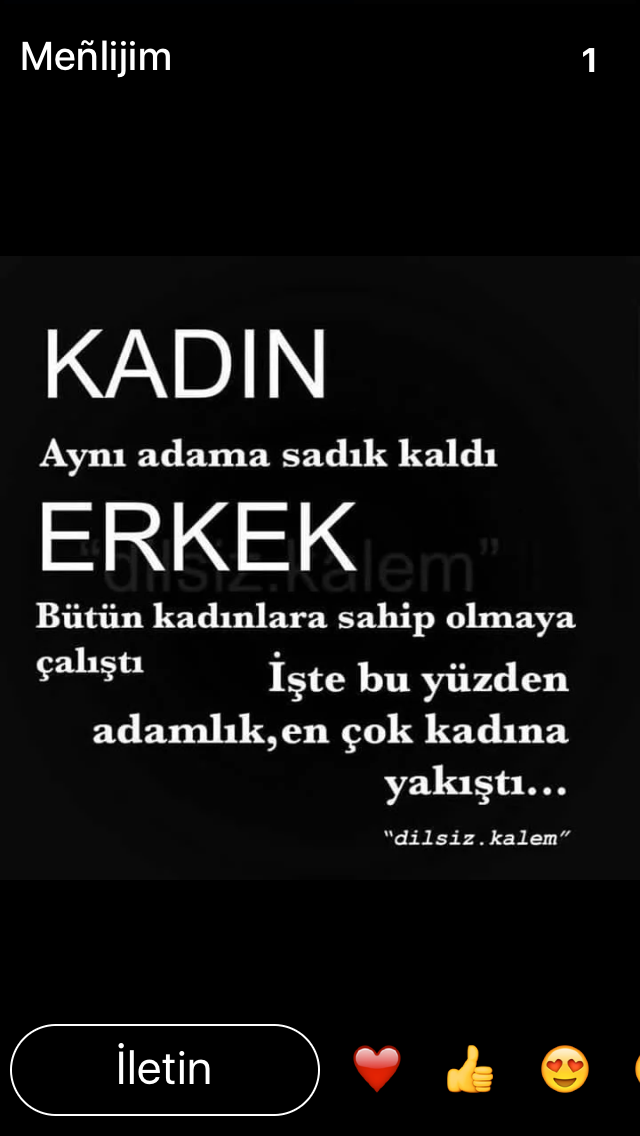 Meñlijim
1
KADIN
Aynı adama sadık kaldı
ERKEK
"dilsiz.kalem"
Bütün kadınlara sahip olmaya
çalıştı
İşte bu yüzden
adamlık,en çok kadına
yakıştı...
"dilsiz.kalem"
İletin